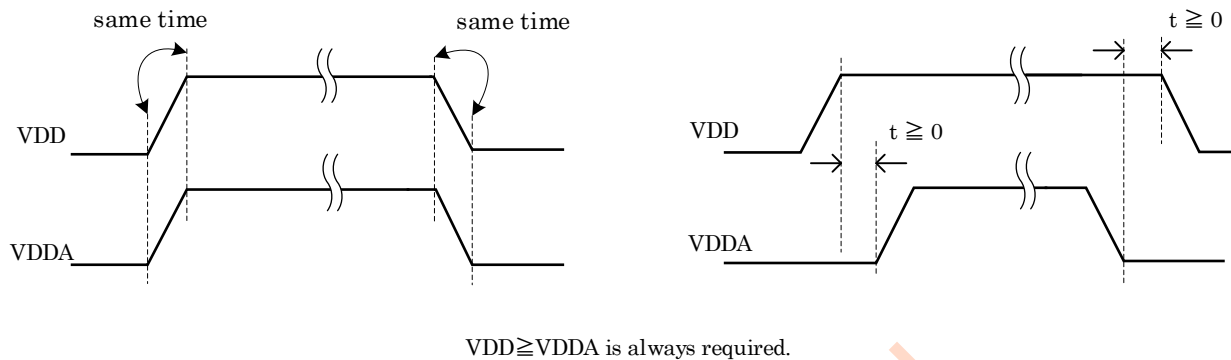 same time
same time
VDD
VDDA
t ≧ 0
t ≧ 0
VDD
VDDA
VDD≧VDDA is always required.